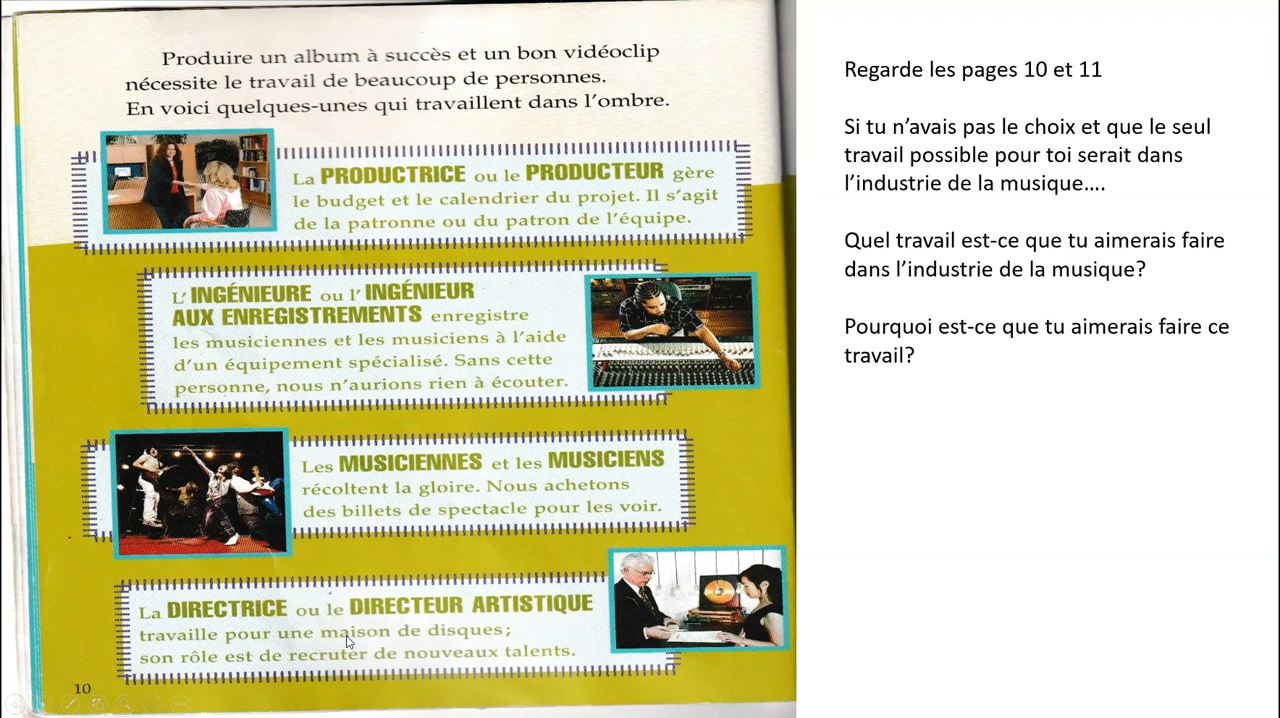 Produire un album à succès et un bon vidéoclip
nécessite le travail de beaucoup de personnes.
En voici quelques-unes qui travaillent dans l’ombre.
La PRODUCTRICE ou le PRODUCTEUR gère
le budget et le calendrier du projet. Il s’agit
de la patronne ou du patron de l’équipe.
L’INGÉNIEURE ou l’INGÉNIEUR
AUX ENREGISTREMENTS enregistre
les musiciennes et les musiciens à l’aide
d’un équipement spécialisé. Sans cette
personne, nous n’aurions rien à écouter.
Les MUSICIENNES et les MUSICIENS
récoltent la gloire. Nous achetons
des billets de spectacle pour les voir.
La DIRECTRICE ou le DIRECTEUR ARTISTIQUE
travaille pour une maison de disques;
son rôle est de recruter de nouveaux talents.
10
Regarde les pages 10 et 11
Si tu n’avais pas le choix et que le seul
travail possible pour toi serait dans
l’industrie de la musique….
Quel travail est-ce que tu aimerais faire
dans l’industrie de la musique?
Pourquoi est-ce que tu aimerais faire ce
travail?